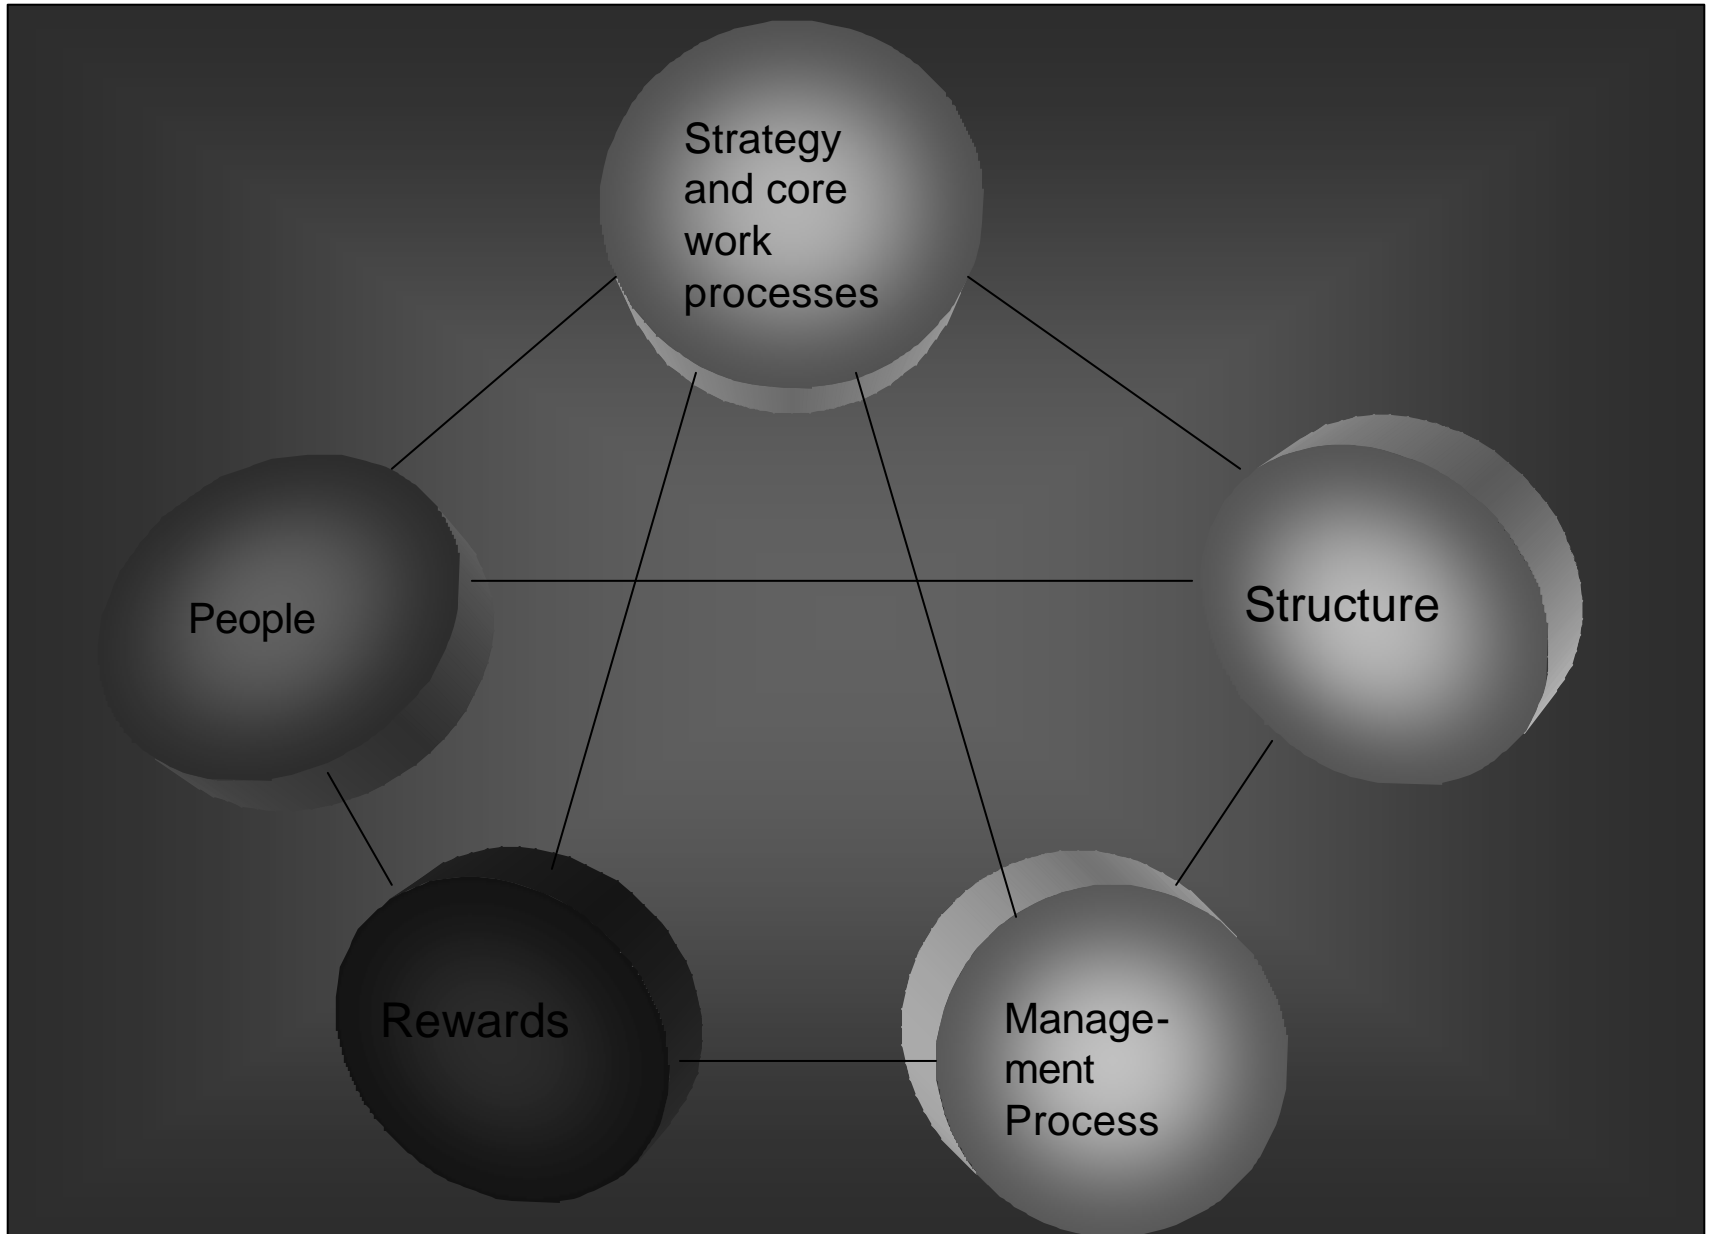 Strategy
and core
work
processes
People
Structure
Rewards
Manage-
ment
Process